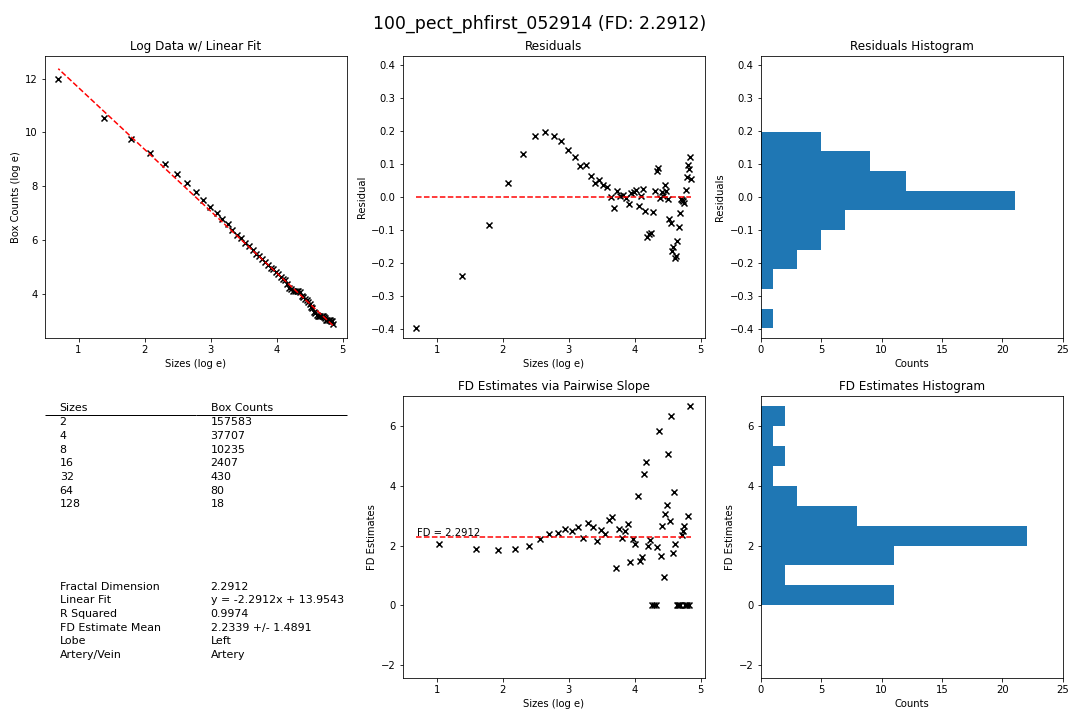 100_pect_phfirst_052914 (FD: 2.2912)
Log Data w/ Linear Fit
12
10
8
6
4
1 2 3 4 5
Box Counts (log e)
Sizes (log e)
Residuals
0.4
0.3
0.2
0.1
0.0
−0.1
−0.2
−0.3
−0.4
1 2 3 4 5
Residual
Sizes (log e)
Residuals Histogram
0.4
0.3
0.2
0.1
0.0
−0.1
−0.2
−0.3
−0.4
0 5 10 15 20 25
Residuals
Counts
Sizes Box Counts
2 157583
4 37707
8 10235
16 2407
32 430
64 80
128 18
Fractal Dimension 2.2912
Linear Fit y = -2.2912x + 13.9543
R Squared 0.9974
FD Estimate Mean 2.2339 +/- 1.4891
Lobe Left
Artery/Vein Artery
FD Estimates via Pairwise Slope
6
4
2
0
−2
FD = 2.2912
1 2 3 4 5
FD Estimates
Sizes (log e)
FD Estimates Histogram
6
4
2
0
−2
0 5 10 15 20 25
FD Estimates
Counts